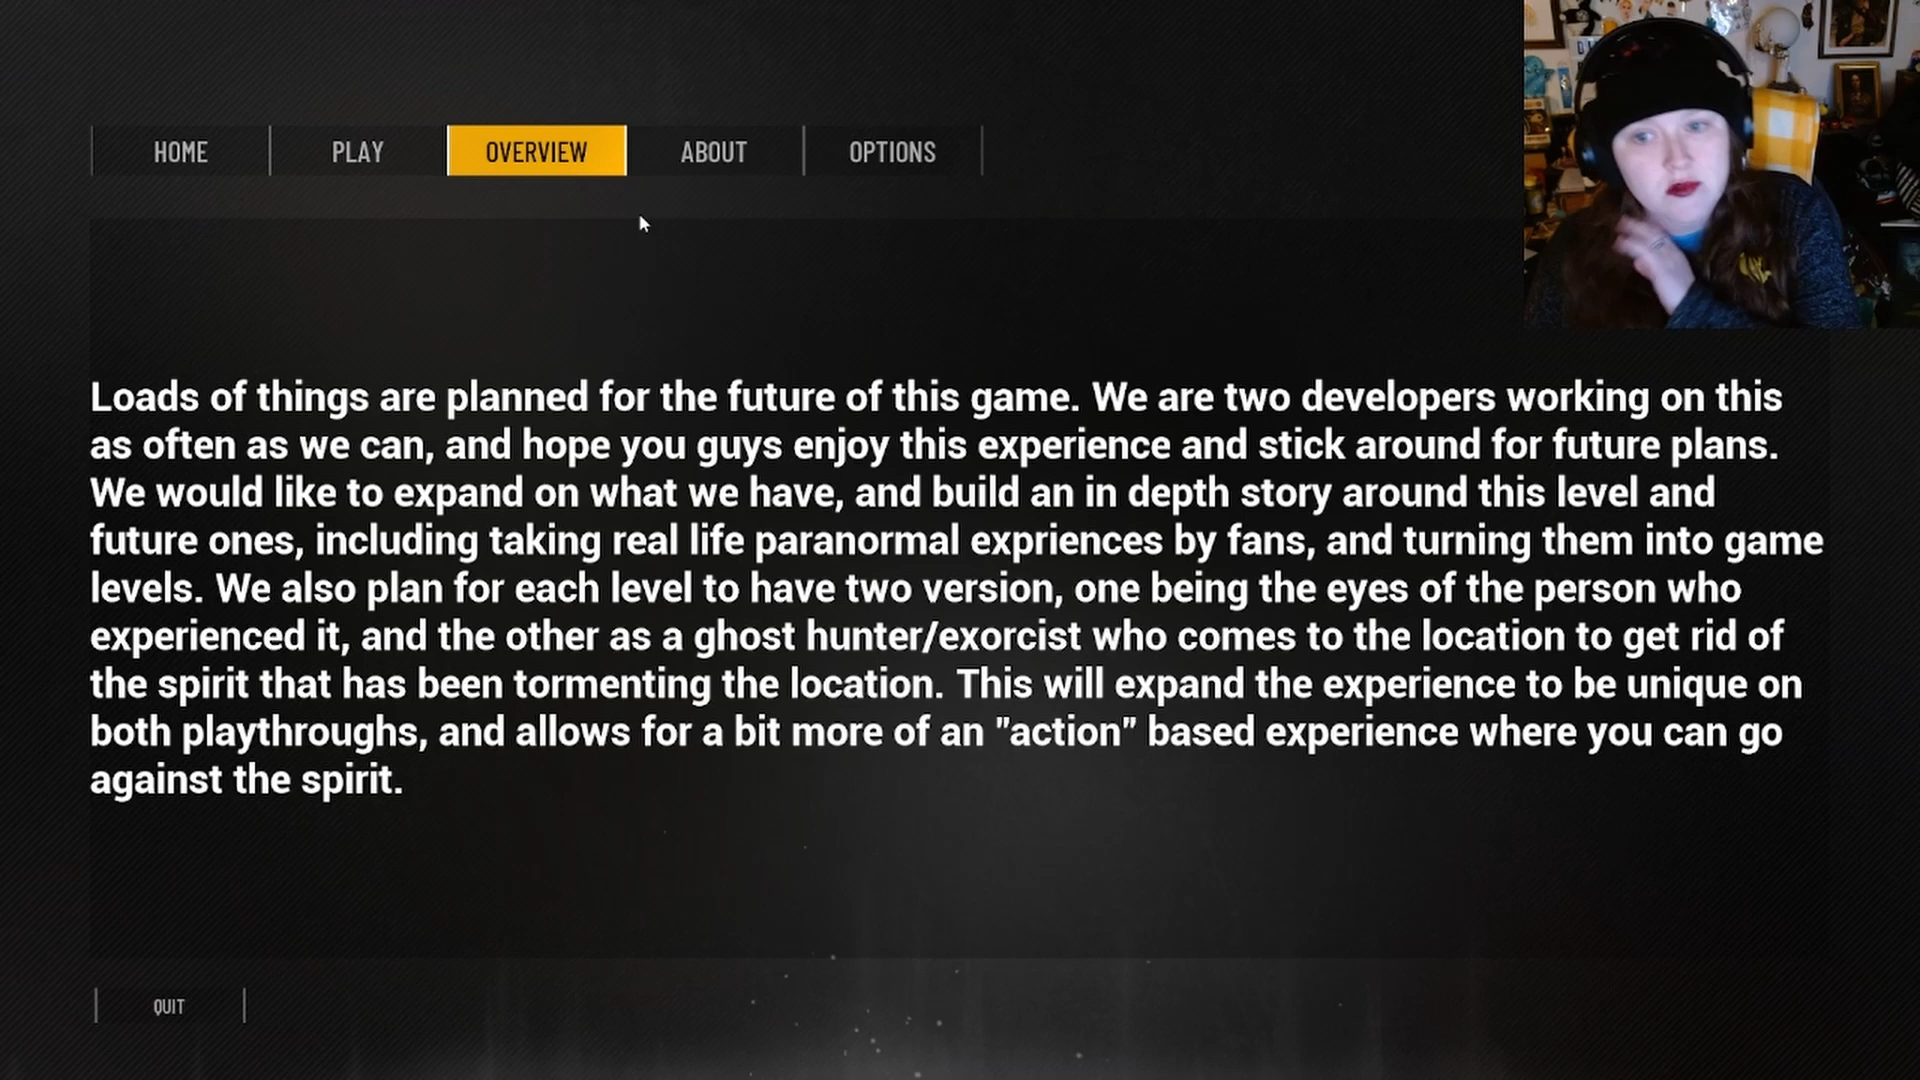 HOME
PLAY
OVERVIEW
ABOUT
OPTIONS
Loads of things are planned for the future of this game. We are two developers working on this
as often as we can, and hope you guys enjoy this experience and stick around for future plans.
We would like to expand on what we have, and build an in depth story around this level and
future ones, including taking real life paranormal expriences by fans, and turning them into game
levels. We also plan for each level to have two version, one being the eyes of the person who
experienced it, and the other as a ghost hunter/exorcist who comes to the location to get rid of
the spirit that has been tormenting the location. This will expand the experience to be unique on
both playthroughs, and allows for a bit more of an "action" based experience where you can go
against the spirit.
QUIT